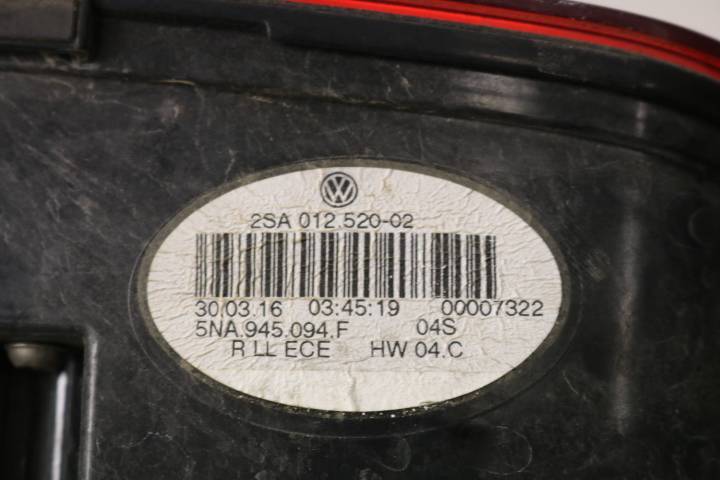 VW
2SA 012.520-02
30.03.16 03:45:19 00007322
5NA.945.094.F 04S
R LL ECE HW 04.C